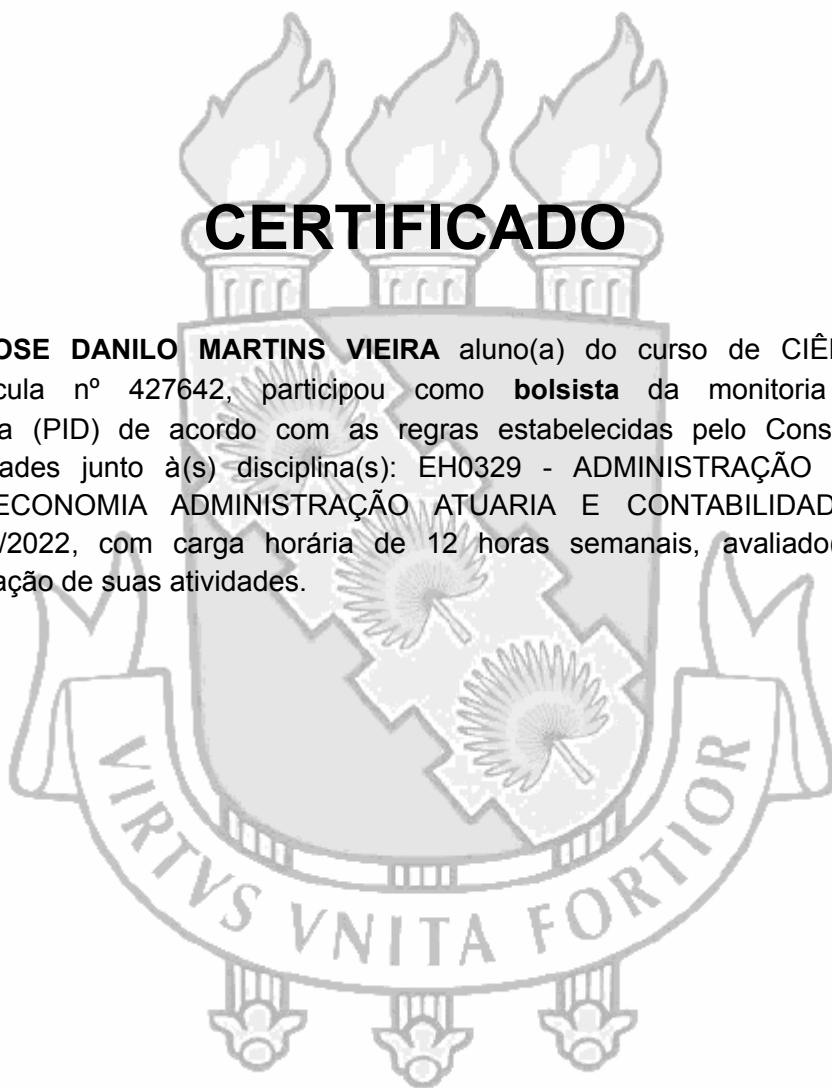 CERTIFICADO
OSE DANILO MARTINS VIEIRA aluno(a) do curso de CIÊ
cula nº 427642, participou como bolsista da monitoria
a (PID) de acordo com as regras estabelecidas pelo Cons
ades junto à(s) disciplina(s): EH0329 - ADMINISTRAÇÃO
ECONOMIA ADMINISTRAÇÃO ATUARIA E CONTABILIDAD
/2022, com carga horária de 12 horas semanais, avaliado(
ação de suas atividades.
VIRTVS VNITA FORTIOR